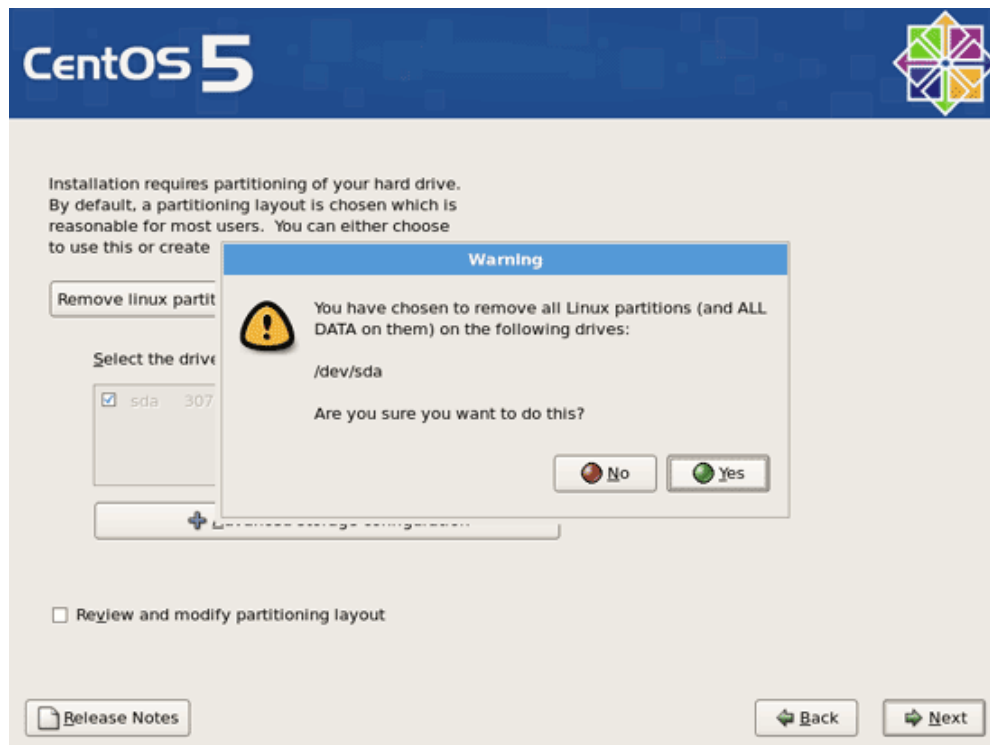 CentOS 5
Installation requires partitioning of your hard drive.
By default, a partitioning layout is chosen which is
reasonable for most users. You can either choose
to use this or create
Warning
Remove linux partit
You have chosen to remove all Linux partitions (and ALL
DATA on them) on the following drives:
/dev/sda
Are you sure you want to do this?
Select the drive
sda 307
No
Yes
Review and modify partitioning layout
Release Notes
Back
Next